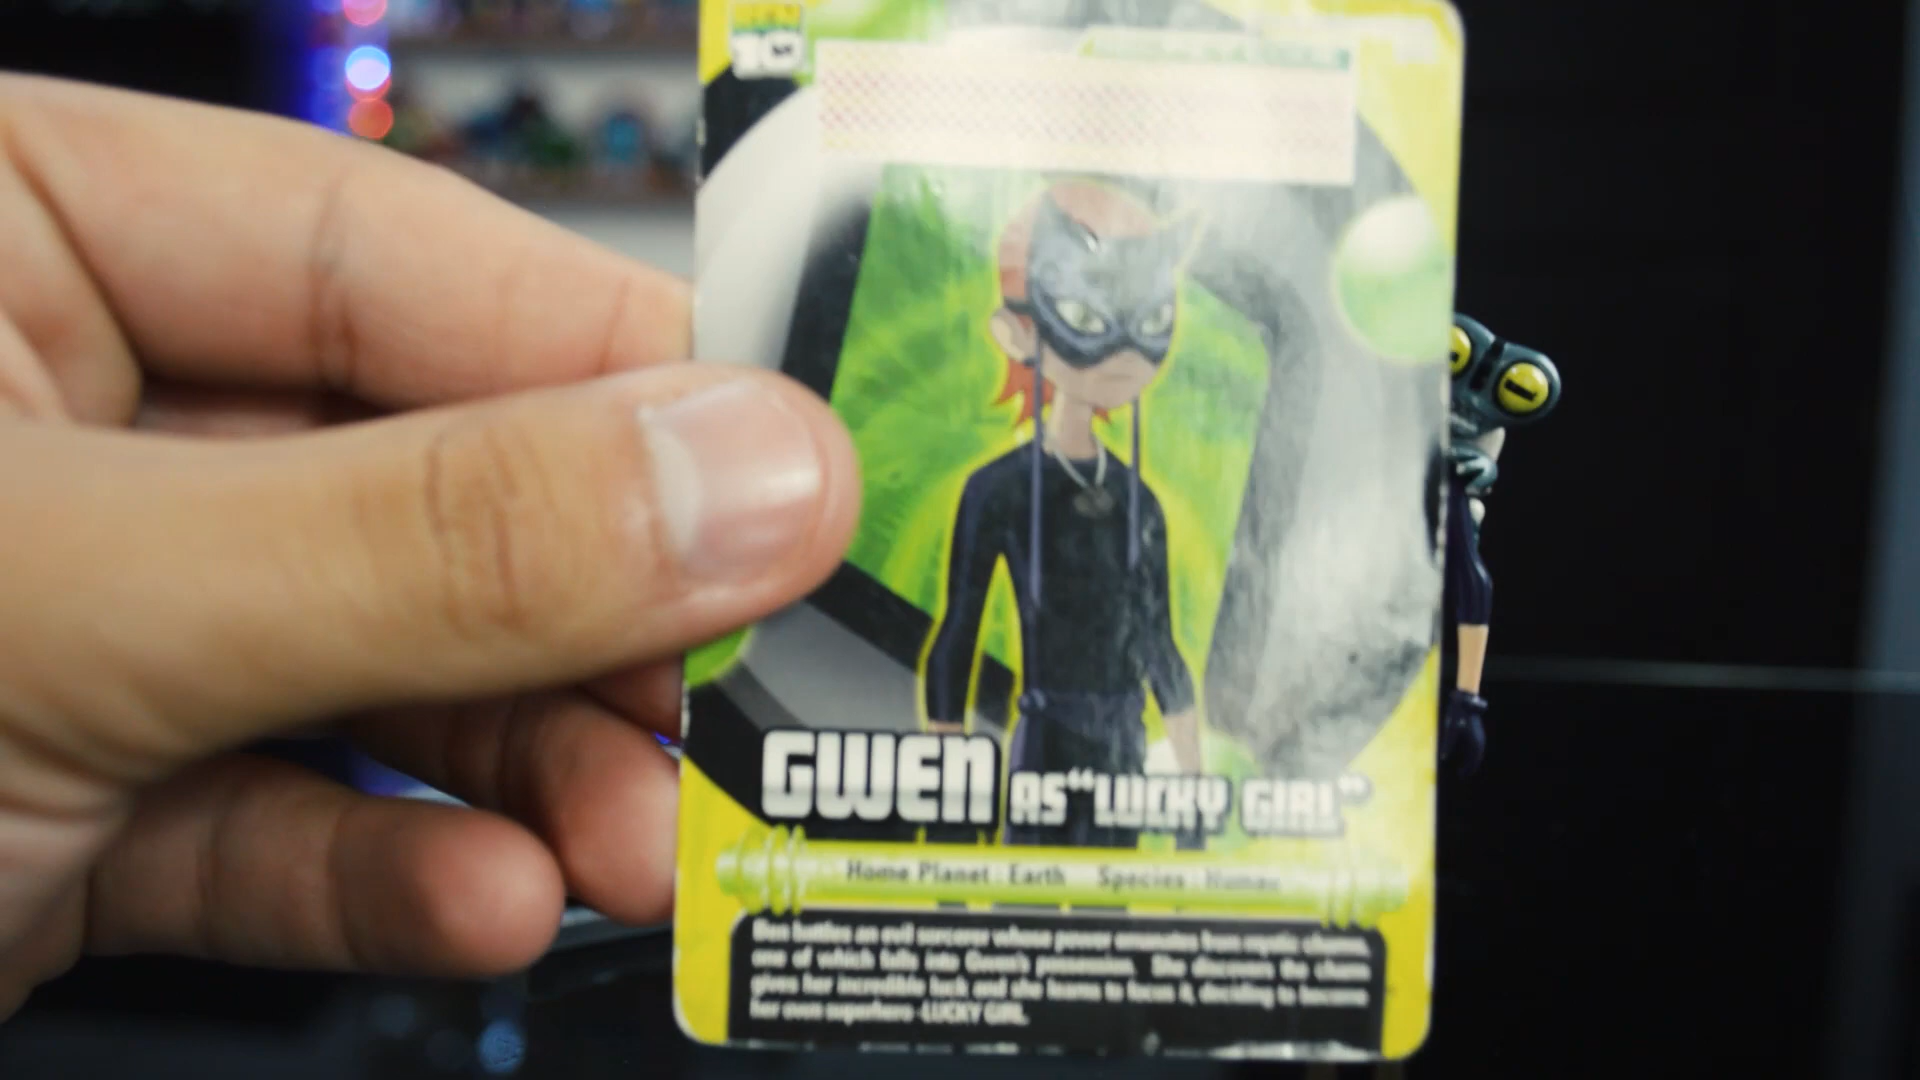 BEN
10
GWEN AS "LUCKY GIRL"
Home Planet : Earth Species : Human
Ben battles an evil sorcerer whose power emanates from mystic charms,
one of which falls into Gwen's possession. She discovers the charm
gives her incredible luck and she learns to focus it, deciding to become
her own superhero -LUCKY GIRL.